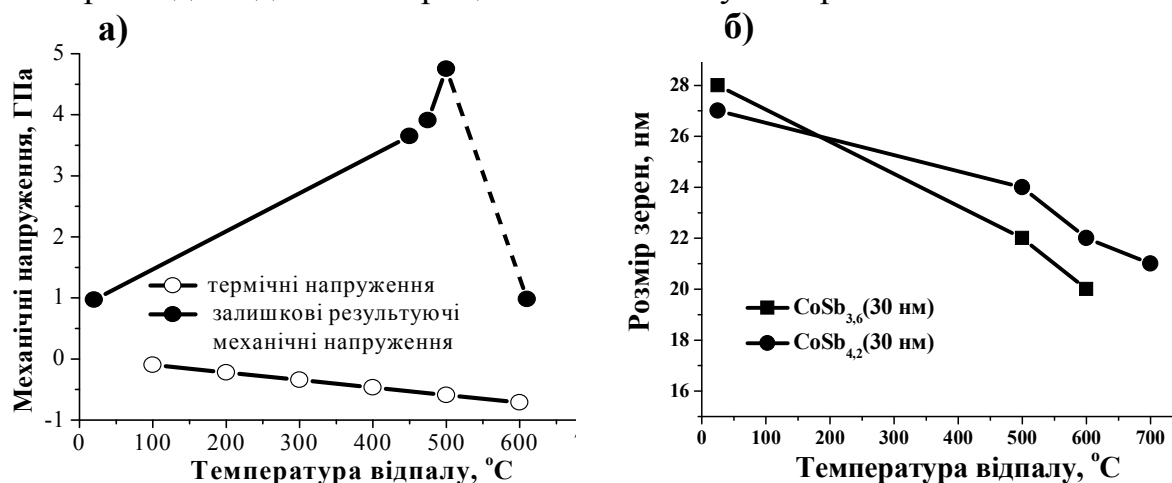 а)
Механічні напруження, ГПа
5
4
3
2
1
0
-1
термічні напруження
залишкові результуючі
механічні напруження
0 100 200 300 400 500 600
Температура відпалу, °C
б)
Розмір зерен, нм
28
26
24
22
20
18
16
CoSb3,6(30 нм)
CoSb4,2(30 нм)
0 100 200 300 400 500 600 700
Температура відпалу, °C